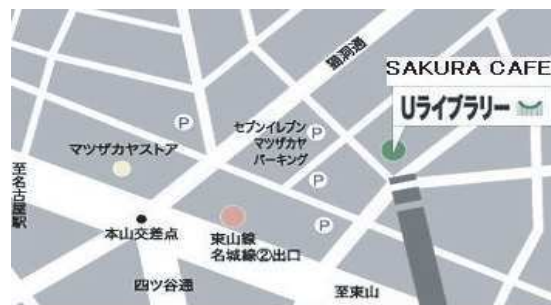 猫洞通
SAKURA CAFE
Uライブラリー
P
セブンイレブン
マツザカヤ
パーキング
P
マツザカヤストア
P
至名古屋駅
本山交差点
東山線
名城線②出口
P
四ツ谷通
至東山